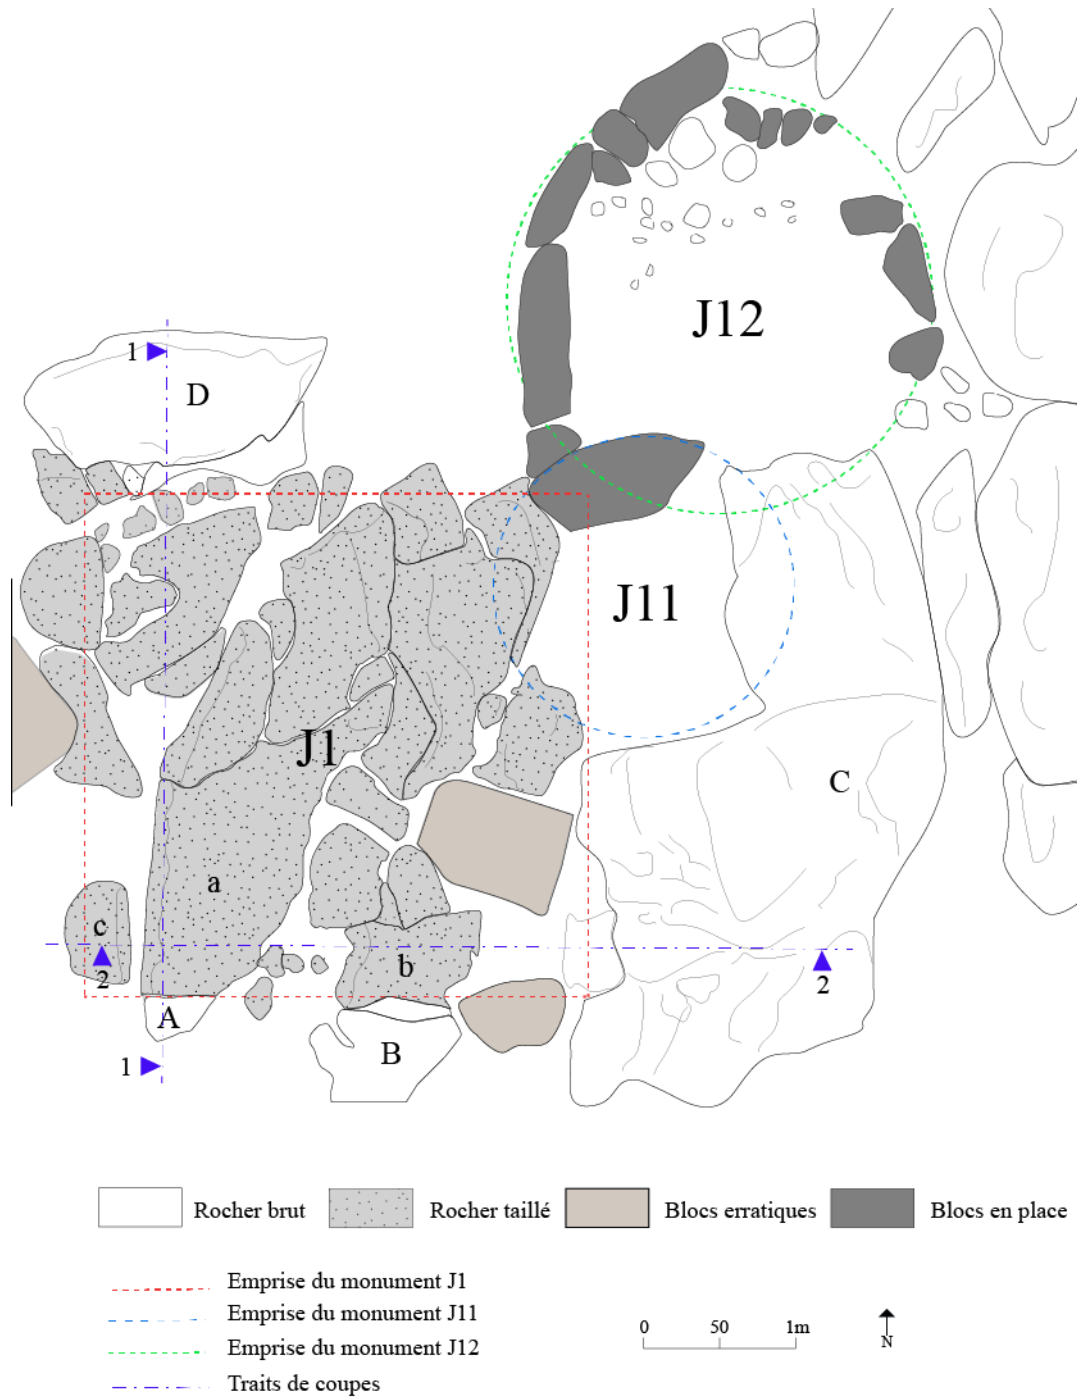 J12
1
D
J11
J1
C
a
c
b
2
2
A
B
1
Rocher brut
Rocher taillé
Blocs erratiques
Blocs en place
Emprise du monument J1
Emprise du monument J11
Emprise du monument J12
Traits de coupes
0 50 1m
N